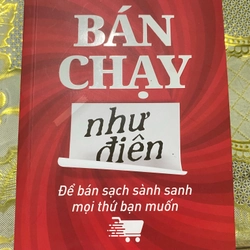 BÁN
CHẠY
như
điên
Để bán sạch sành sanh
mọi thứ bạn muốn